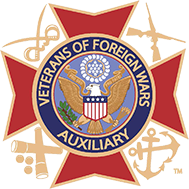 VETERANS OF FOREIGN WARS
AUXILIARY
TM